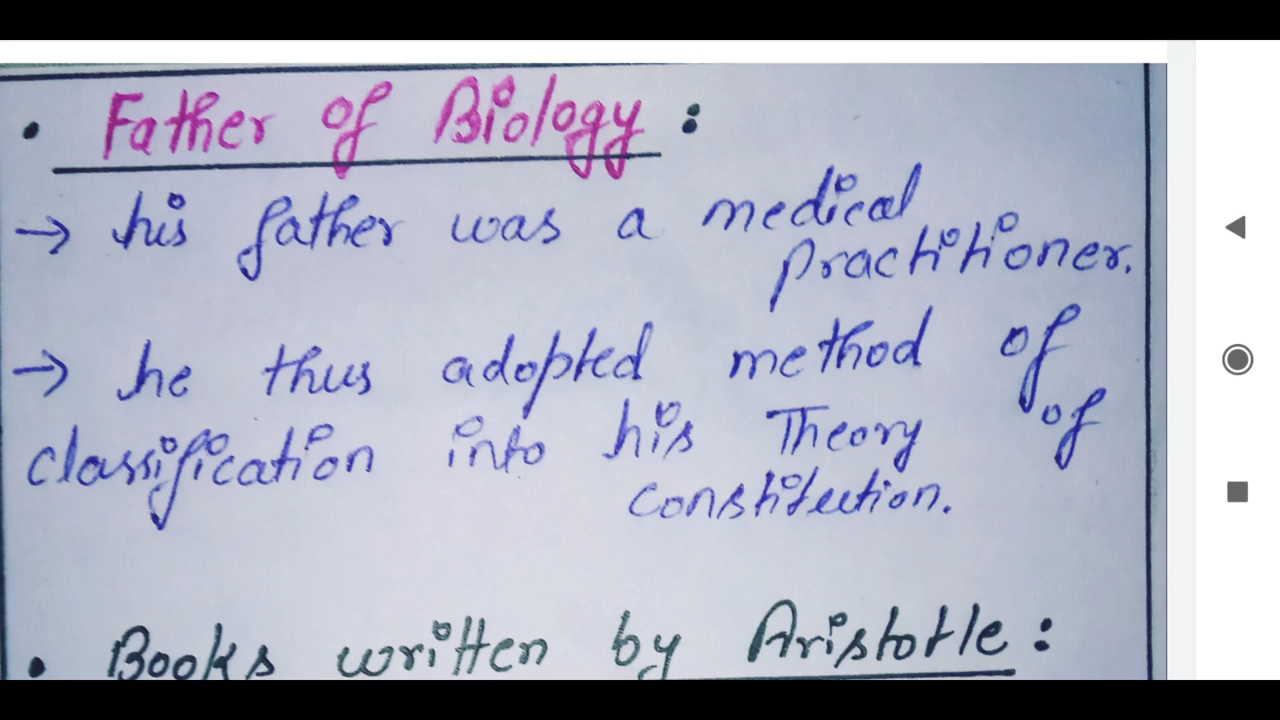 • Father of Biology :
→ his father was a medical
practitioner.
→ he thus adopted method of
classification into his Theory of
constitution.
• Books written by Aristotle :